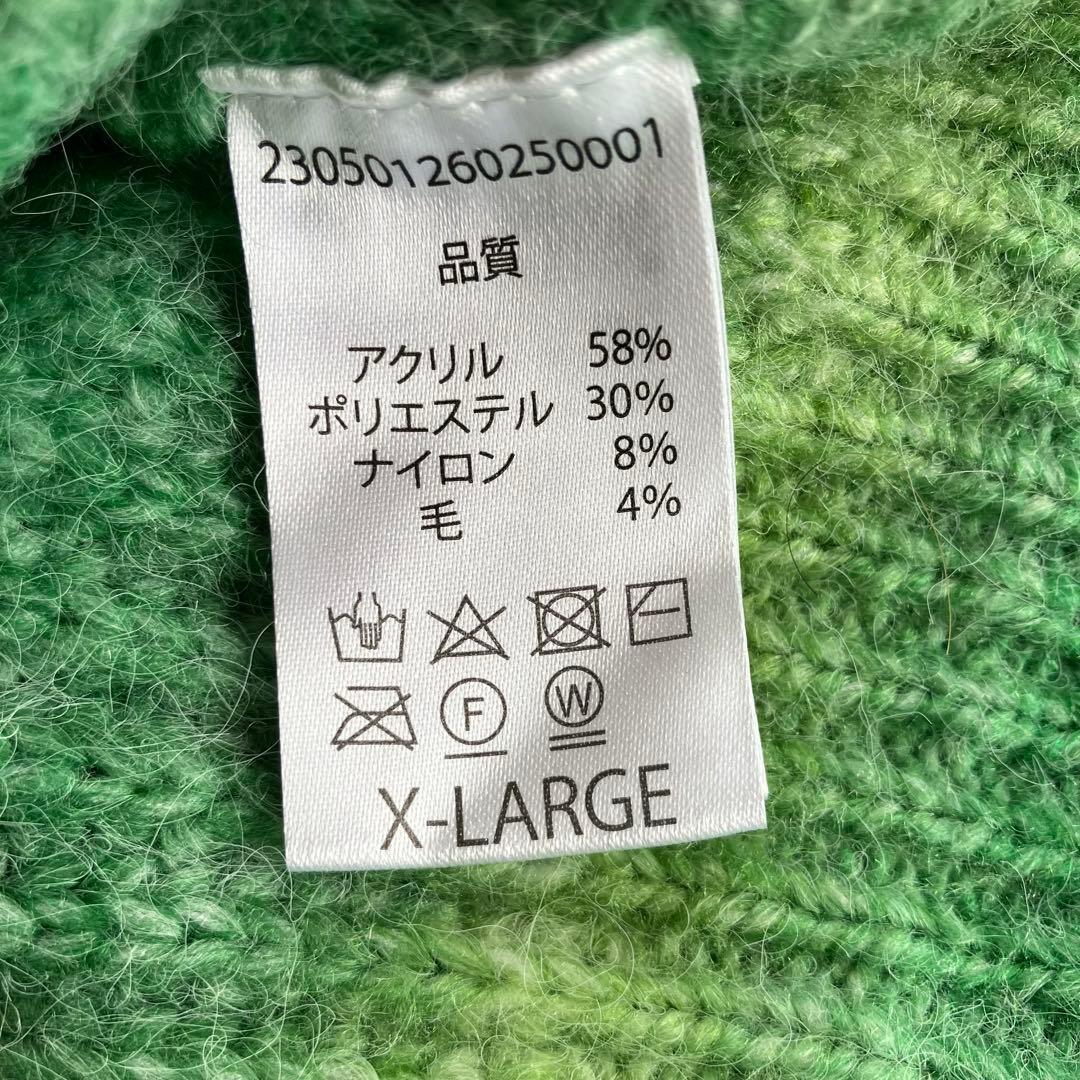 230501260250001
品質
アクリル 58%
ポリエステル 30%
ナイロン 8%
毛 4%
F W
X-LARGE